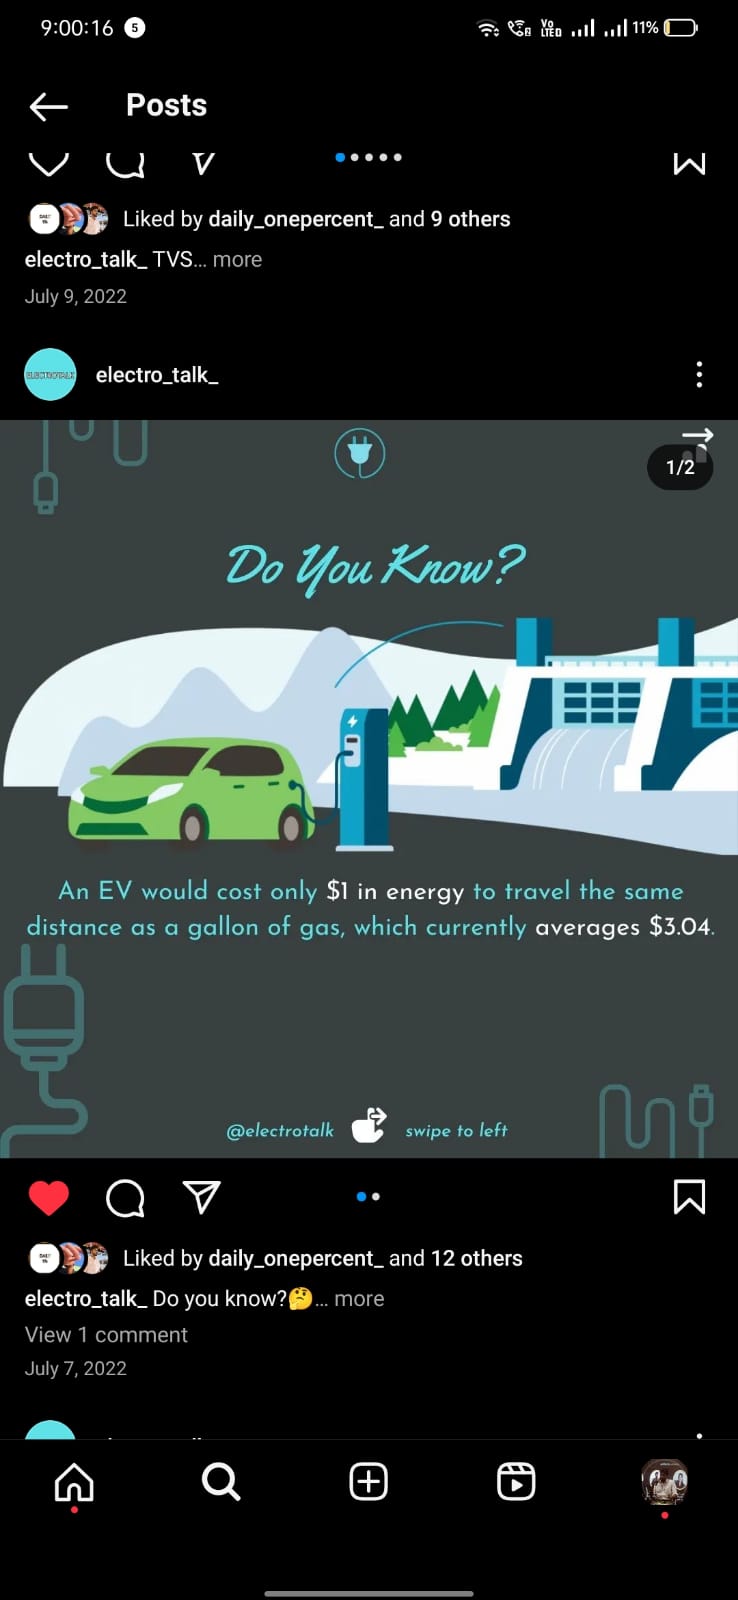 9:00:16 5 Vo LTED 11%
Posts
Liked by daily_onepercent_ and 9 others
electro_talk_ TVS... more
July 9, 2022
electro_talk_
1/2
Do You Know?
An EV would cost only $1 in energy to travel the same
distance as a gallon of gas, which currently averages $3.04.
@electrotalk swipe to left
Liked by daily_onepercent_ and 12 others
electro_talk_ Do you know?🤔... more
View 1 comment
July 7, 2022